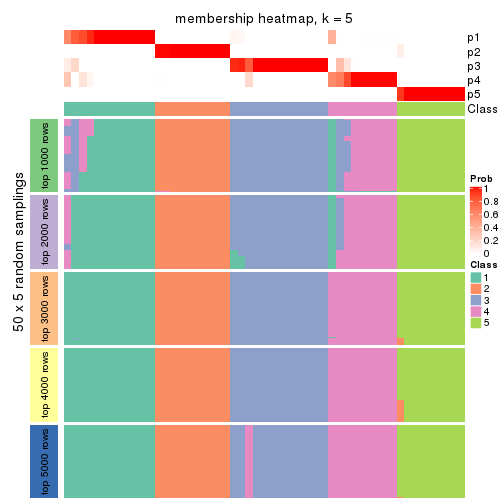 membership heatmap, k = 5
p1
p2
p3
p4
p5
Class
50 x 5 random samplings
top 1000 rows
top 2000 rows
top 3000 rows
top 4000 rows
top 5000 rows
Prob
1
0.8
0.6
0.4
0.2
0
Class
1
2
3
4
5